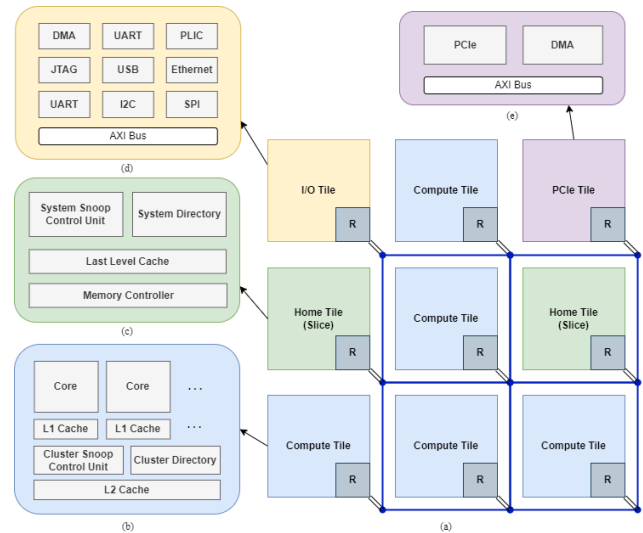 DMA UART PLIC
JTAG USB Ethernet
UART I2C SPI
AXI Bus
(d)
PCIe DMA
AXI Bus
(e)
System Snoop
Control Unit
System Directory
Last Level Cache
Memory Controller
(c)
Core Core ...
L1 Cache L1 Cache ...
Cluster Snoop
Control Unit
Cluster Directory
L2 Cache
(b)
I/O Tile
R
Compute Tile
R
PCIe Tile
R
Home Tile
(Slice)
R
Compute Tile
R
Home Tile
(Slice)
R
Compute Tile
R
Compute Tile
R
Compute Tile
R
(a)